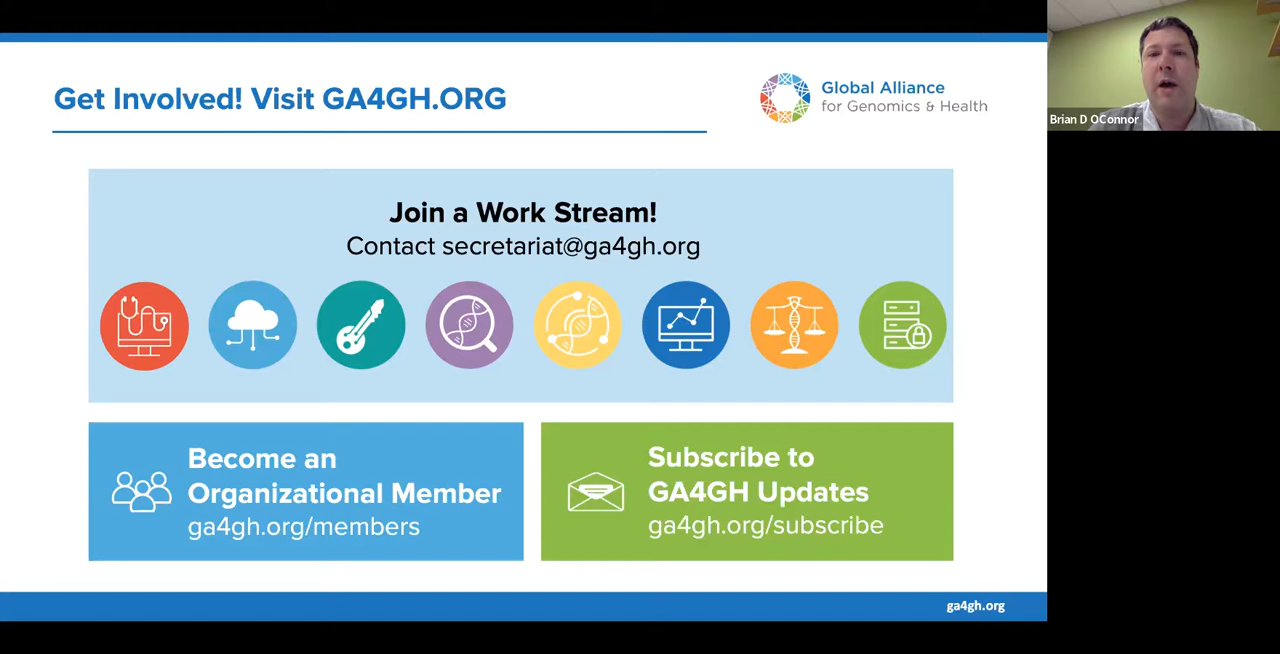 Get Involved! Visit GA4GH.ORG
Global Alliance
for Genomics & Health
Brian D OConnor
Join a Work Stream!
Contact secretariat@ga4gh.org
Become an
Organizational Member
ga4gh.org/members
Subscribe to
GA4GH Updates
ga4gh.org/subscribe
ga4gh.org